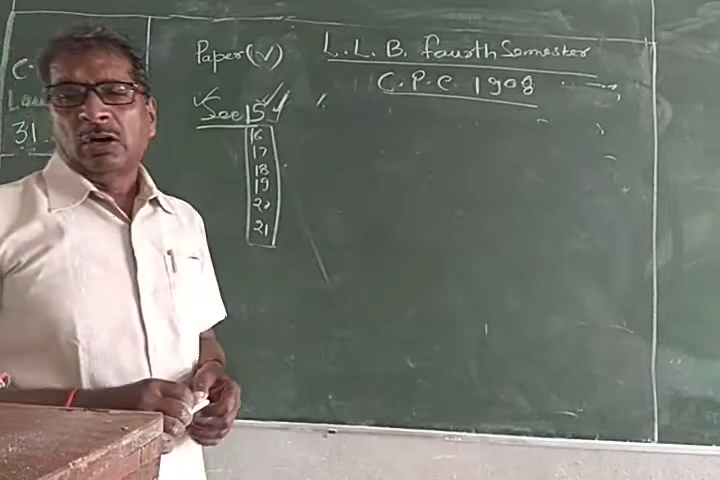 Paper (V)
L.L.B. fourth Semester
C.P.C. 1908
Sec 15
16
17
18
19
20
21
C.
31.